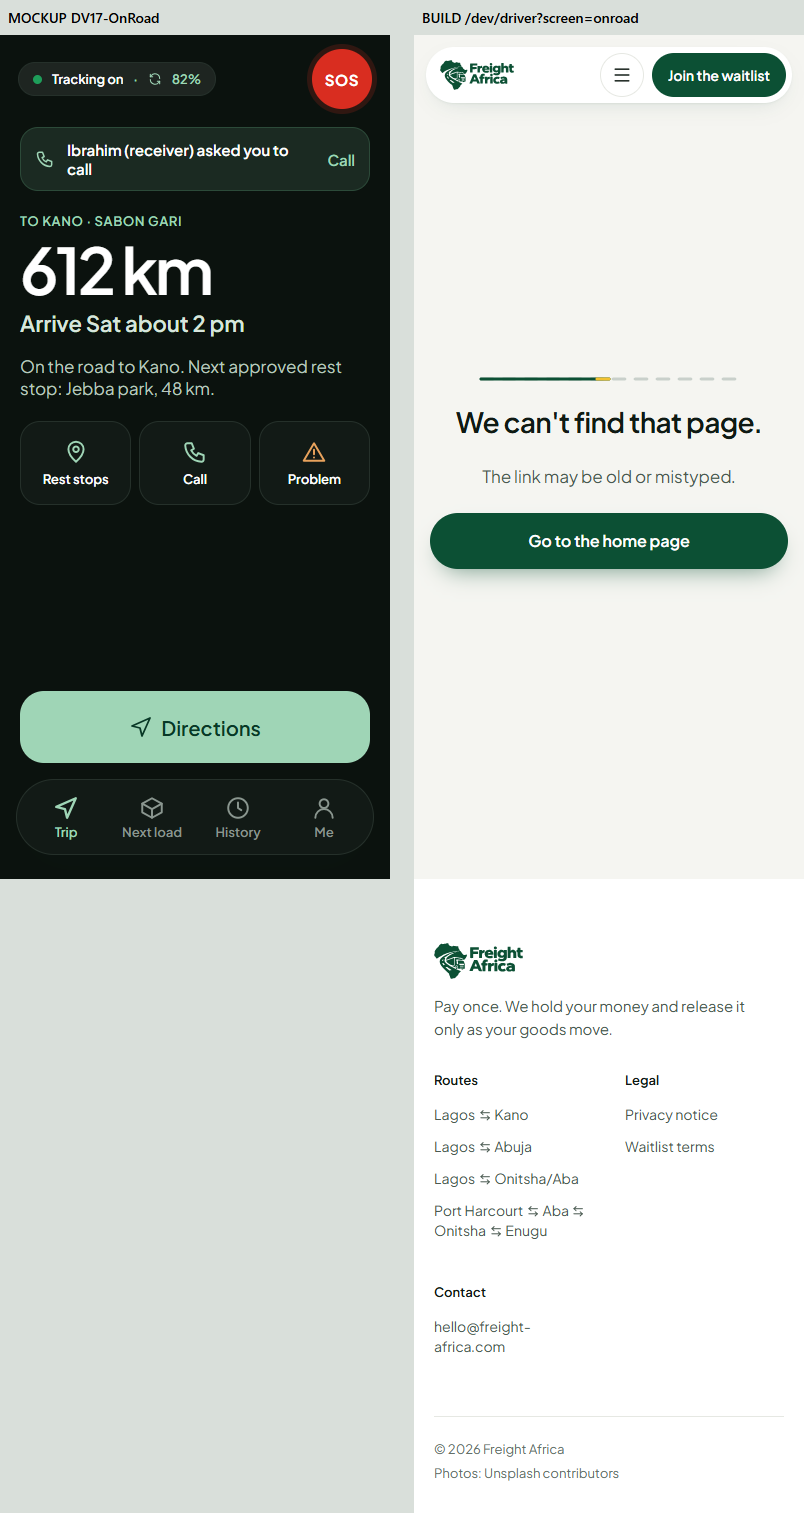 MOCKUP DV17-OnRoad
Tracking on · 82%
SOS
Ibrahim (receiver) asked you to
call
Call
TO KANO · SABON GARI
612 km
Arrive Sat about 2 pm
On the road to Kano. Next approved rest
stop: Jebba park, 48 km.
Rest stops
Call
Problem
Directions
Trip
Next load
History
Me
BUILD /dev/driver?screen=onroad
Freight
Africa
Join the waitlist
We can't find that page.
The link may be old or mistyped.
Go to the home page
Freight
Africa
Pay once. We hold your money and release it
only as your goods move.
Routes
Lagos ⇆ Kano
Lagos ⇆ Abuja
Lagos ⇆ Onitsha/Aba
Port Harcourt ⇆ Aba ⇆
Onitsha ⇆ Enugu
Legal
Privacy notice
Waitlist terms
Contact
hello@freight-
africa.com
© 2026 Freight Africa
Photos: Unsplash contributors